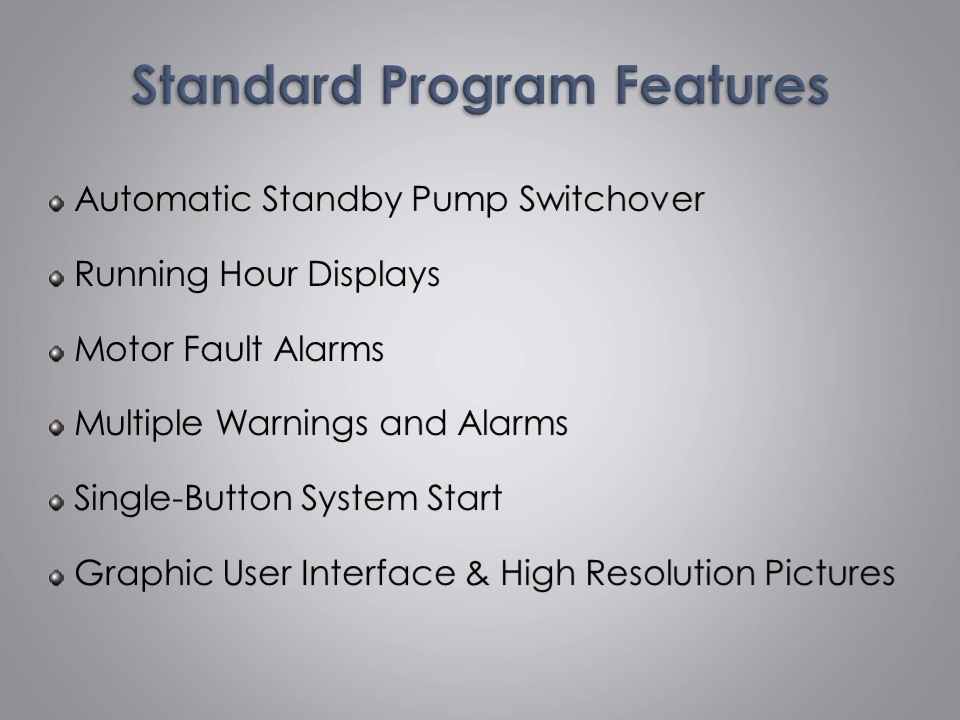 Standard Program Features
Automatic Standby Pump Switchover
Running Hour Displays
Motor Fault Alarms
Multiple Warnings and Alarms
Single-Button System Start
Graphic User Interface & High Resolution Pictures